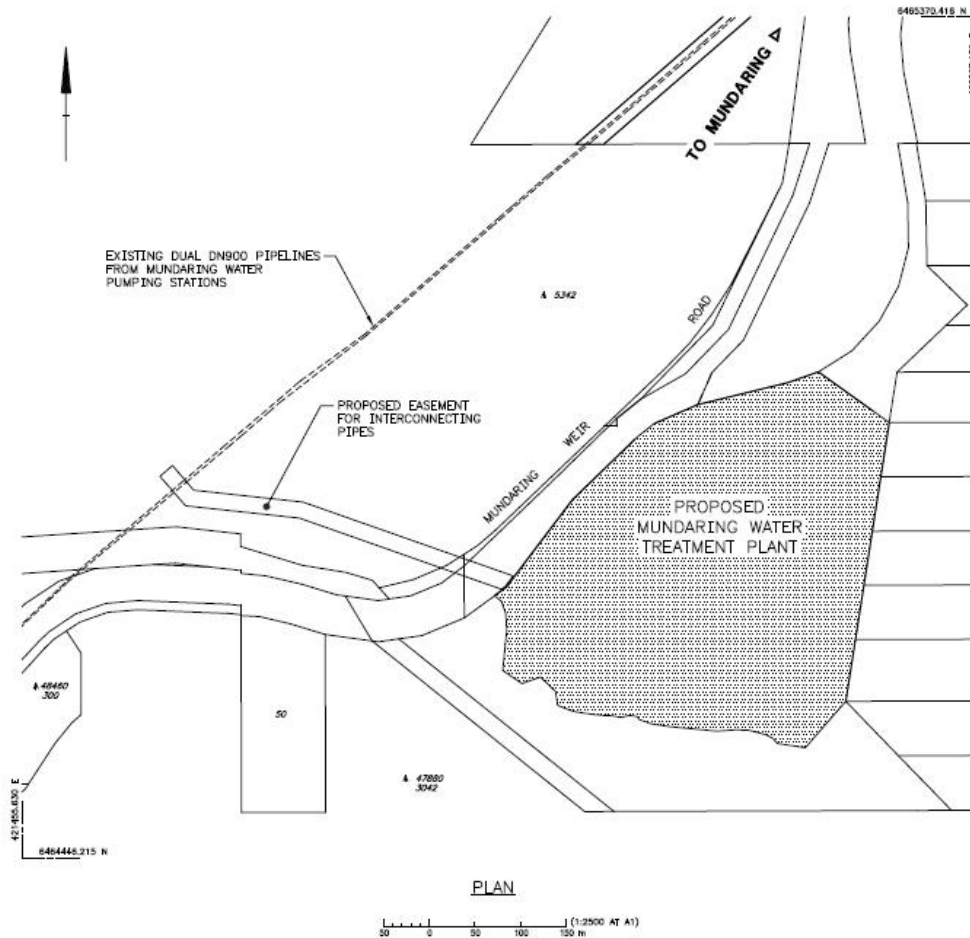 6465370.416 N
TO MUNDARING
EXISTING DUAL DN900 PIPELINES
FROM MUNDARING WATER
PUMPING STATIONS
5342
ROAD
PROPOSED EASEMENT
FOR INTERCONNECTING
PIPES
WEIR
MUNDARING
PROPOSED
MUNDARING WATER
TREATMENT PLANT
48460
300
50
47880
3042
421455.630 E
6464446.215 N
PLAN
(1:2500 AT A1)
50 0 50 100 150 m